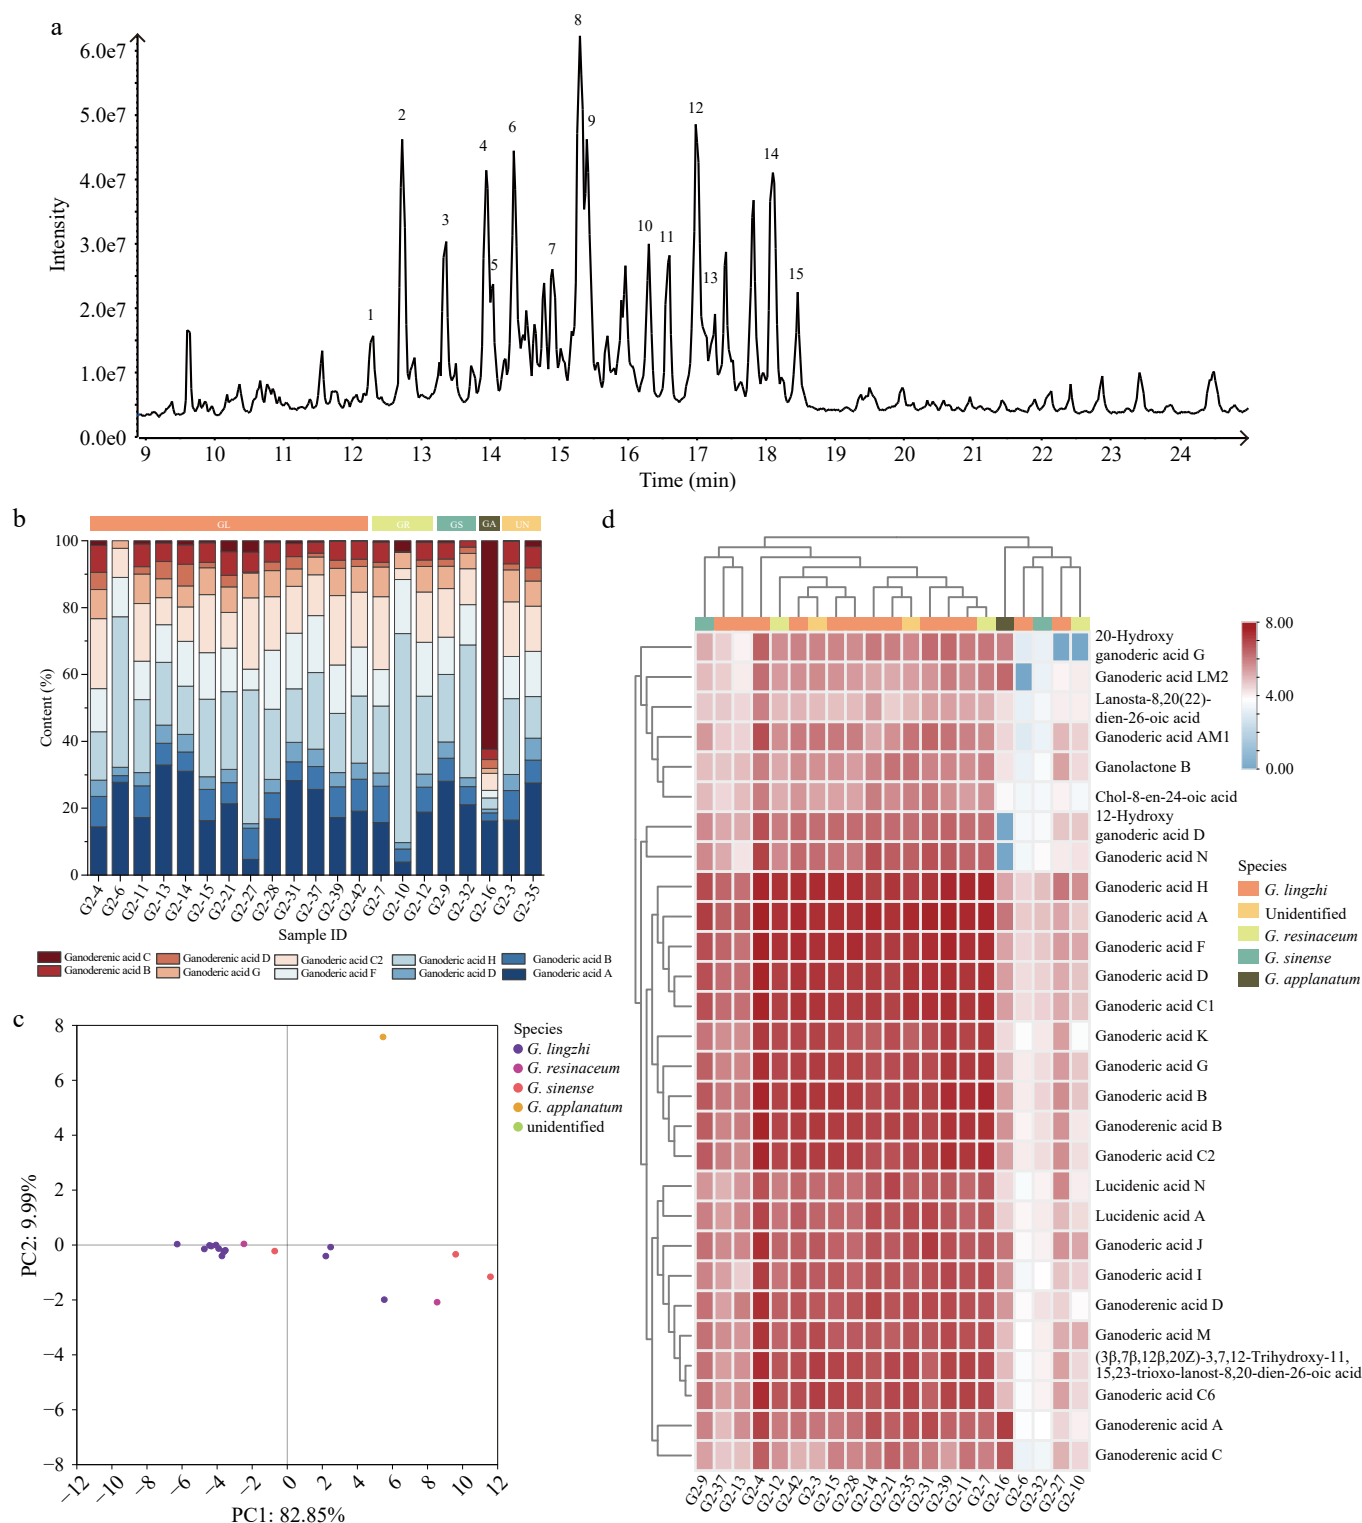 a
6.0e7
5.0e7
4.0e7
3.0e7
2.0e7
1.0e7
0.0e0
Intensity
1
2
3
4
5
6
7
8
9
10
11
12
13
14
15
9 10 11 12 13 14 15 16 17 18 19 20 21 22 23 24
Time (min)
b
GL GR GS GA UN
100
80
60
40
20
0
Content (%)
G2-4 G2-6 G2-11 G2-13 G2-14 G2-15 G2-21 G2-27 G2-28 G2-31 G2-37 G2-39 G2-42 G2-7 G2-10 G2-12 G2-9 G2-32 G2-16 G2-3 G2-35
Sample ID
Ganoderenic acid C Ganoderenic acid D Ganoderic acid C2 Ganoderic acid H Ganoderic acid B
Ganoderenic acid B Ganoderic acid G Ganoderic acid F Ganoderic acid D Ganoderic acid A
c
8
6
4
2
0
−2
−4
−6
−8
PC2: 9.99%
−12 −10 −8 −6 −4 −2 0 2 4 6 8 10 12
PC1: 82.85%
Species
G. lingzhi
G. resinaceum
G. sinense
G. applanatum
unidentified
d
20-Hydroxy
ganoderic acid G
Ganoderic acid LM2
Lanosta-8,20(22)-
dien-26-oic acid
Ganoderic acid AM1
Ganolactone B
Chol-8-en-24-oic acid
12-Hydroxy
ganoderic acid D
Ganoderic acid N
Ganoderic acid H
Ganoderic acid A
Ganoderic acid F
Ganoderic acid D
Ganoderic acid C1
Ganoderic acid K
Ganoderic acid G
Ganoderic acid B
Ganoderenic acid B
Ganoderic acid C2
Lucidenic acid N
Lucidenic acid A
Ganoderic acid J
Ganoderic acid I
Ganoderenic acid D
Ganoderic acid M
(3β,7β,12β,20Z)-3,7,12-Trihydroxy-11,
15,23-trioxo-lanost-8,20-dien-26-oic acid
Ganoderic acid C6
Ganoderenic acid A
Ganoderenic acid C
G2-9 G2-37 G2-13 G2-4 G2-12 G2-42 G2-3 G2-15 G2-28 G2-14 G2-21 G2-35 G2-31 G2-39 G2-11 G2-7 G2-16 G2-6 G2-32 G2-27 G2-10
8.00
4.00
0.00
Species
G. lingzhi
Unidentified
G. resinaceum
G. sinense
G. applanatum